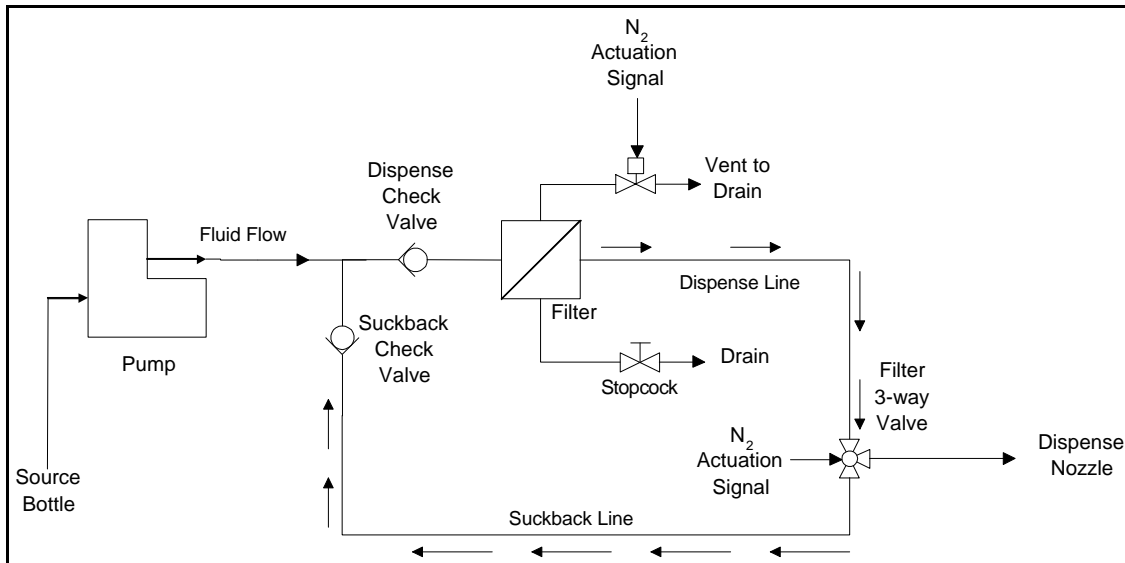 N2
Actuation
Signal
Dispense
Check
Valve
Vent to
Drain
Fluid Flow
Dispense Line
Filter
Pump
Suckback
Check
Valve
Drain
Stopcock
Filter
3-way
Valve
N2
Actuation
Signal
Dispense
Nozzle
Source
Bottle
Suckback Line